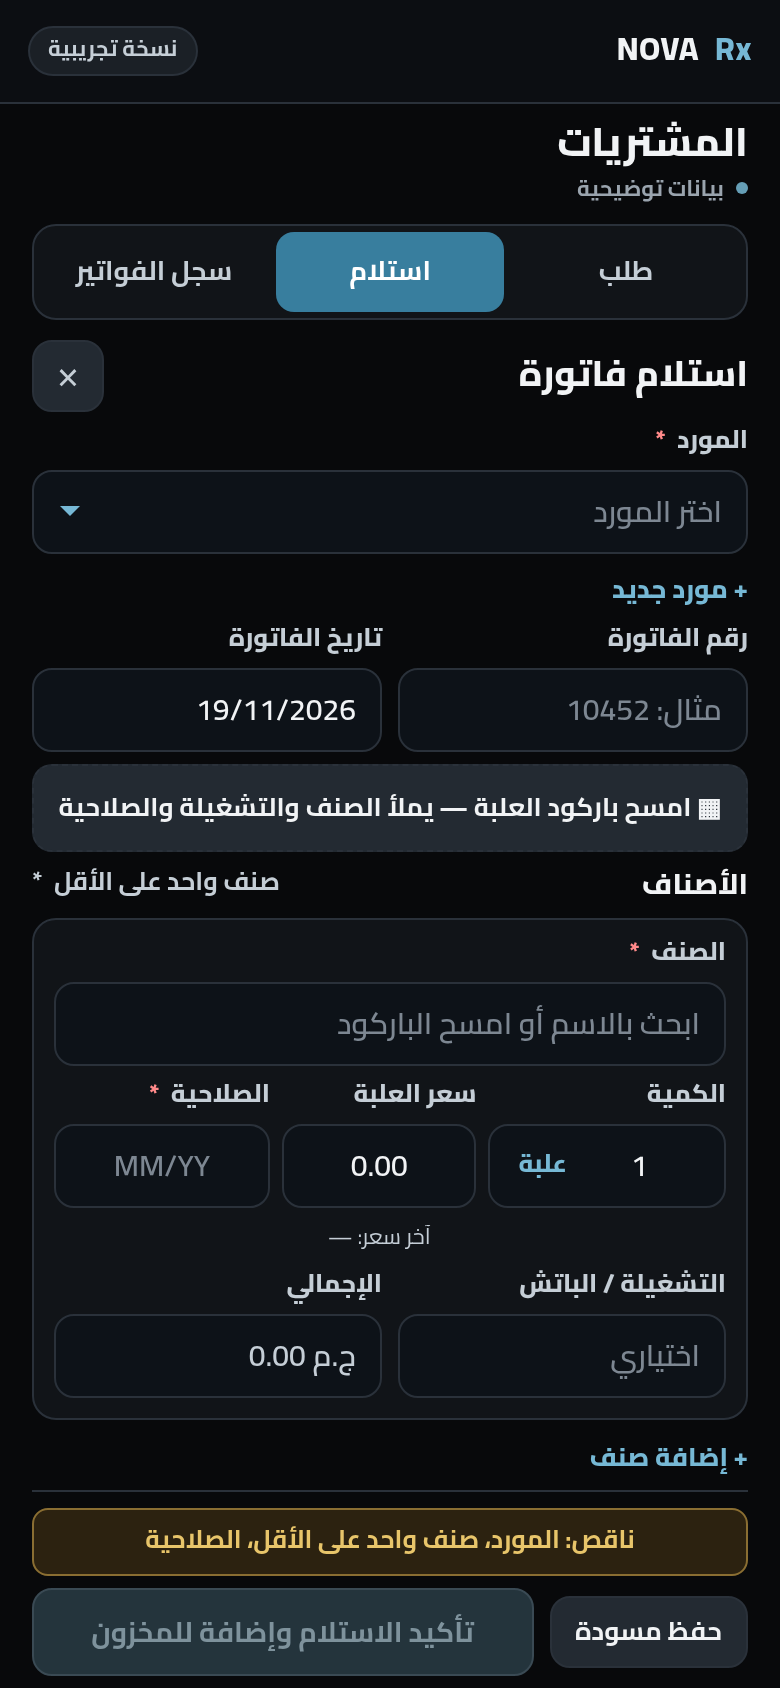 NOVA Rx
نسخة تجريبية
المشتريات
بيانات توضيحية
طلب
استلام
سجل الفواتير
استلام فاتورة
×
المورد *
اختر المورد
+ مورد جديد
رقم الفاتورة
تاريخ الفاتورة
مثال: 10452
19/11/2026
امسح باركود العلبة — يملأ الصنف والتشغيلة والصلاحية
الأصناف
صنف واحد على الأقل *
الصنف *
ابحث بالاسم أو امسح الباركود
الكمية
سعر العلبة
الصلاحية *
1 علبة
0.00
MM/YY
آخر سعر: —
التشغيلة / الباتش
الإجمالي
اختياري
ج.م 0.00
+ إضافة صنف
ناقص: المورد، صنف واحد على الأقل، الصلاحية
حفظ مسودة
تأكيد الاستلام وإضافة للمخزون